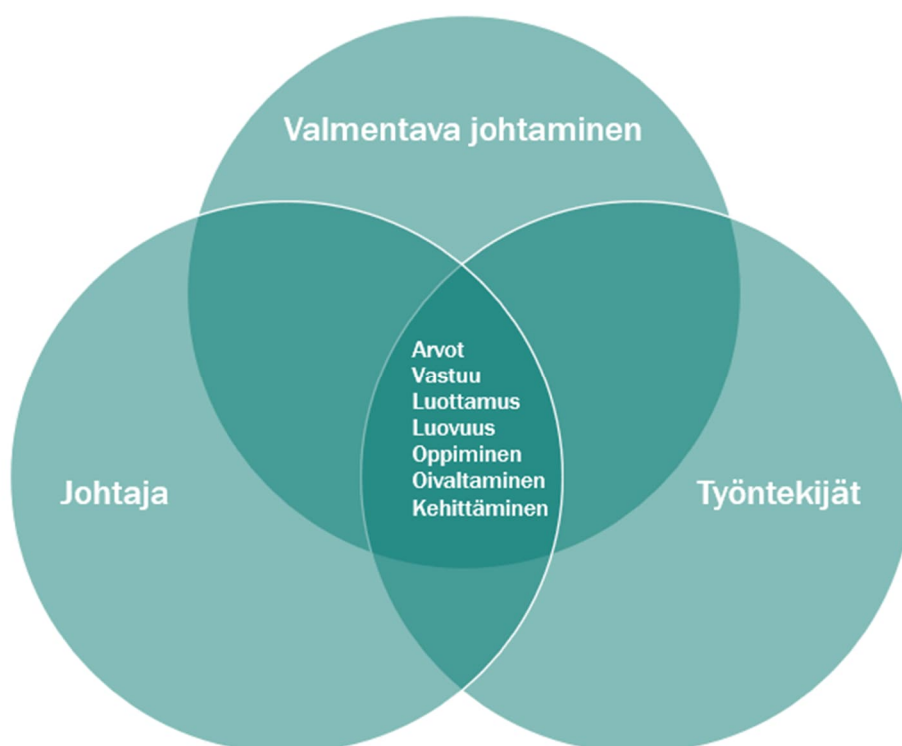 Valmentava johtaminen
Arvot
Vastuu
Luottamus
Luovuus
Oppiminen
Oivaltaminen
Kehittäminen
Johtaja
Työntekijät